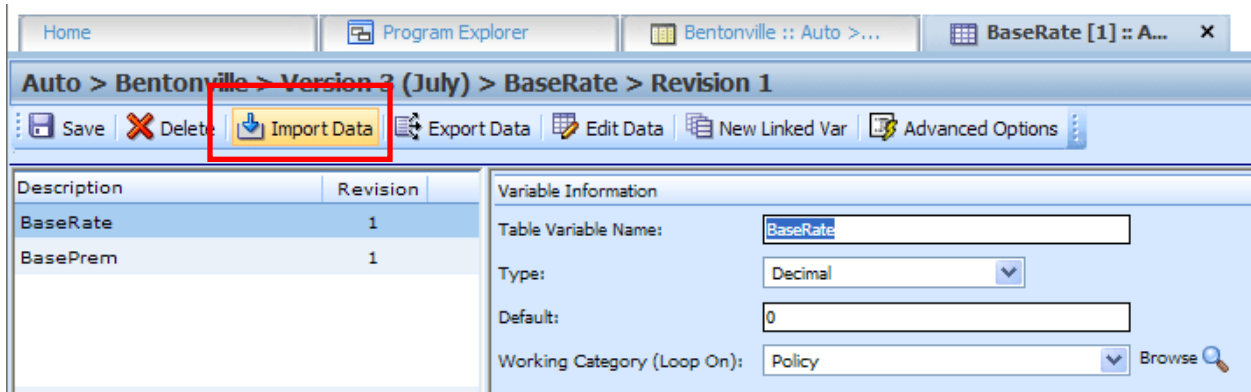 Home Program Explorer Bentonville :: Auto >... BaseRate [1] :: A... x
Auto > Bentonville > Version 3 (July) > BaseRate > Revision 1
Save Delete Import Data Export Data Edit Data New Linked Var Advanced Options
Description Revision
BaseRate 1
BasePrem 1
Variable Information
Table Variable Name: BaseRate
Type: Decimal
Default: 0
Working Category (Loop On): Policy Browse